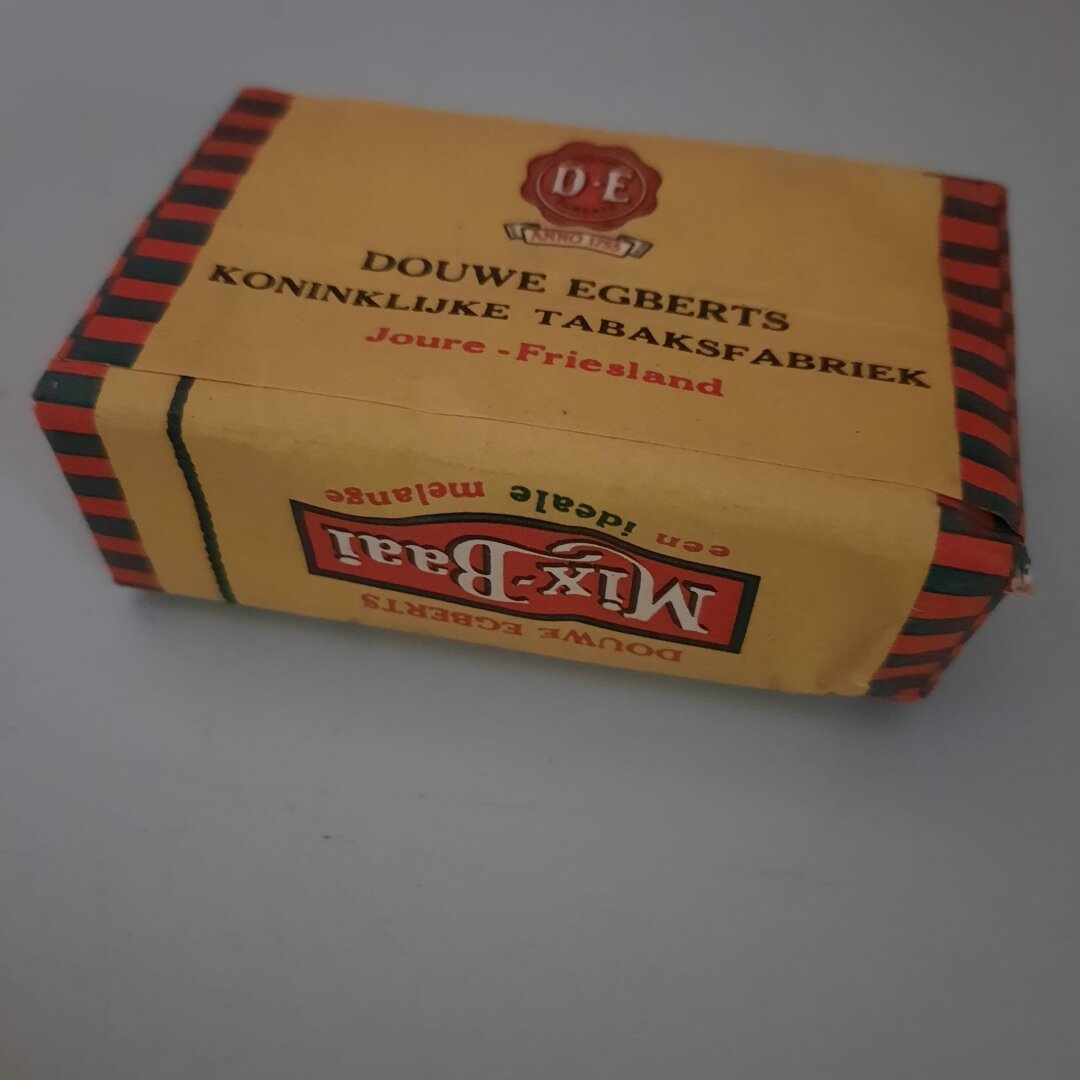 D·E
ANNO 1753
DOUWE EGBERTS
KONINKLIJKE TABAKSFABRIEK
Joure - Friesland
DOUWE EGBERTS
Mix-Baai
een ideale melange